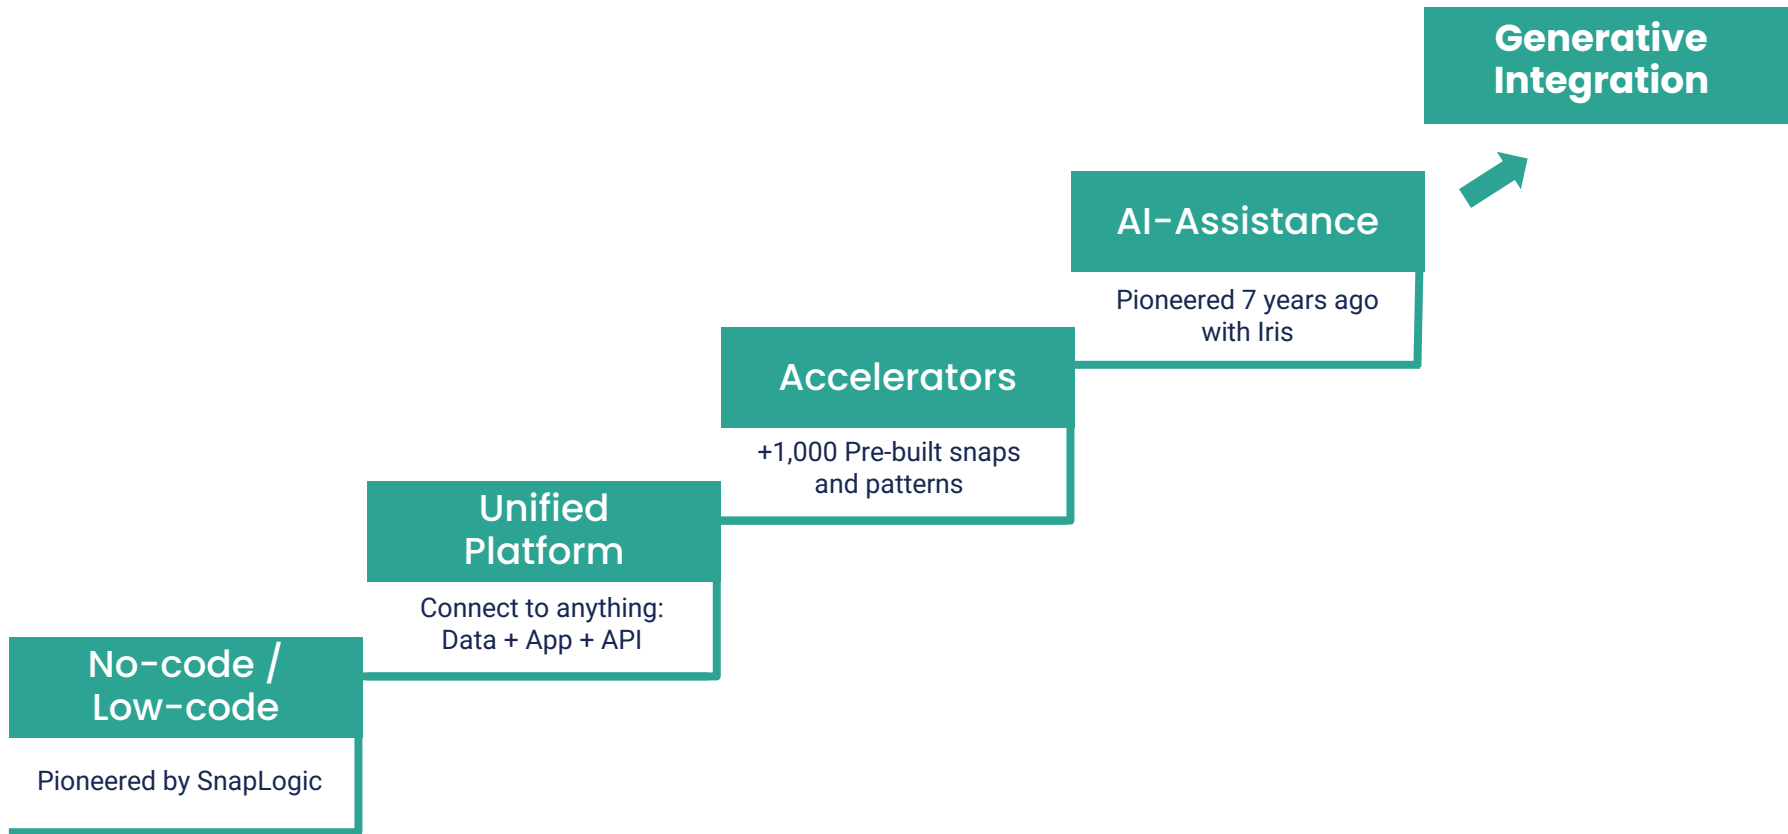 Generative
Integration
AI-Assistance
Pioneered 7 years ago
with Iris
Accelerators
+1,000 Pre-built snaps
and patterns
Unified
Platform
Connect to anything:
Data + App + API
No-code /
Low-code
Pioneered by SnapLogic